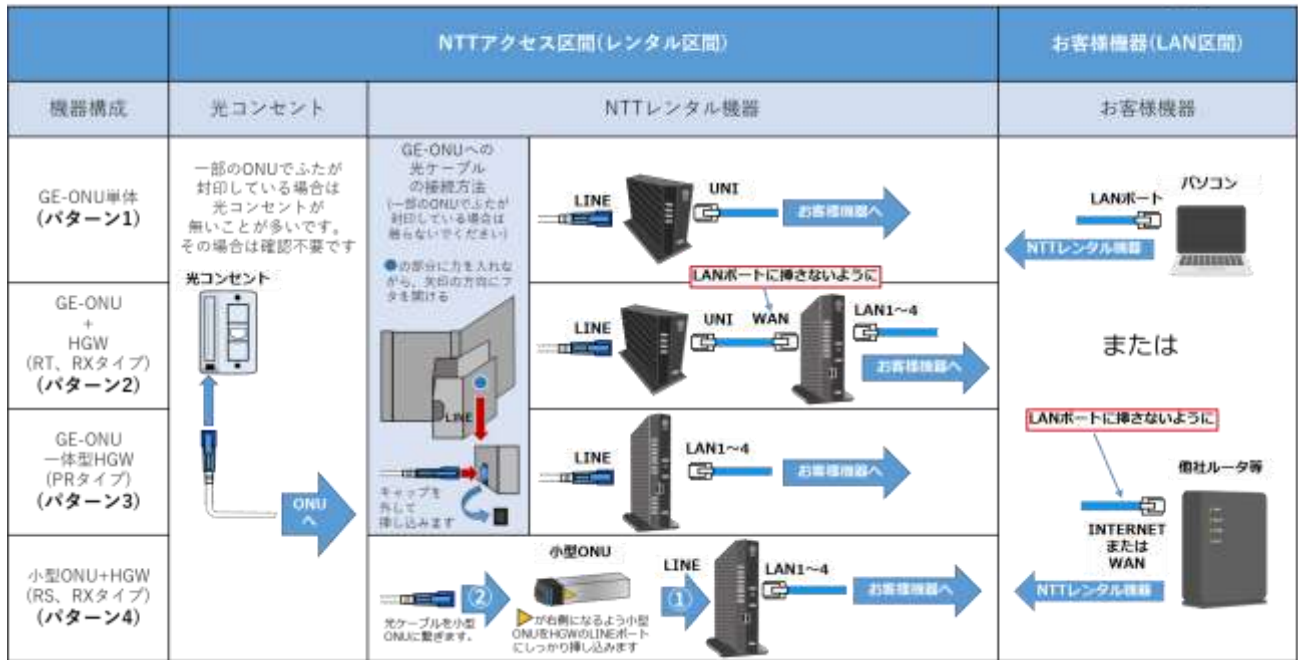 NTTアクセス区間(レンタル区間)
お客様機器(LAN区間)
機器構成
光コンセント
NTTレンタル機器
お客様機器
GE-ONU単体
(パターン1)
一部のONUでふたが
封印している場合は
光コンセントが
無いことが多いです。
その場合は確認不要です
光コンセント
ONU
へ
GE-ONUへの
光ケーブル
の接続方法
(一部のONUでふたが
封印している場合は
触らないでください)
●の部分に力を入れな
がら、矢印の方向にフ
タを開ける
LINE
キャップを
外して
挿し込みます
LINE
UNI
お客様機器へ
LANポート
パソコン
NTTレンタル機器
GE-ONU
+
HGW
(RT、RXタイプ)
(パターン2)
LANポートに挿さないように
LINE
UNI
WAN
LAN1~4
お客様機器へ
または
GE-ONU
一体型HGW
(PRタイプ)
(パターン3)
LINE
LAN1~4
お客様機器へ
LANポートに挿さないように
他社ルータ等
INTERNET
または
WAN
NTTレンタル機器
小型ONU+HGW
(RS、RXタイプ)
(パターン4)
②
光ケーブルを小型
ONUに繋ぎます。
小型ONU
が右側になるよう小型
ONUをHGWのLINEポート
にしっかり挿し込みます
①
LINE
LAN1~4
お客様機器へ